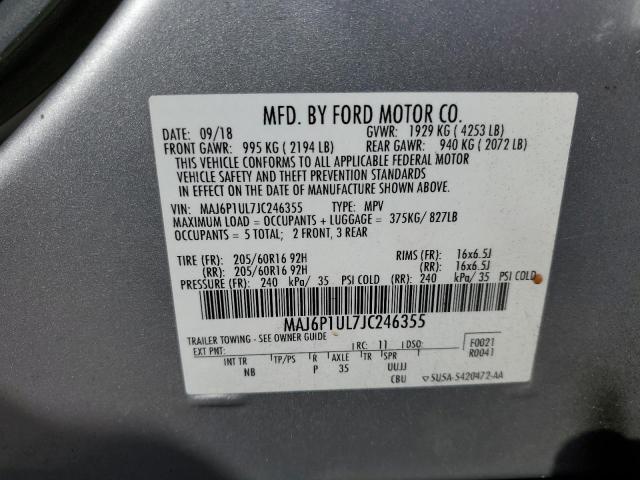 MFD. BY FORD MOTOR CO.
DATE: 09/18 GVWR: 1929 KG ( 4253 LB)
FRONT GAWR: 995 KG ( 2194 LB) REAR GAWR: 940 KG ( 2072 LB)
THIS VEHICLE CONFORMS TO ALL APPLICABLE FEDERAL MOTOR
VEHICLE SAFETY AND THEFT PREVENTION STANDARDS
IN EFFECT ON THE DATE OF MANUFACTURE SHOWN ABOVE.
VIN: MAJ6P1UL7JC246355 TYPE: MPV
MAXIMUM LOAD = OCCUPANTS + LUGGAGE = 375KG/ 827LB
OCCUPANTS = 5 TOTAL; 2 FRONT, 3 REAR
TIRE (FR): 205/60R16 92H RIMS (FR): 16x6.5J
(RR): 205/60R16 92H (RR): 16x6.5J
PRESSURE (FR): 240 kPa/ 35 PSI COLD (RR): 240 kPa/ 35 PSI COLD
MAJ6P1UL7JC246355
TRAILER TOWING - SEE OWNER GUIDE
EXT PNT: RC: 11 DSO: F0021
R0041
INT TR TP/PS R AXLE TR SPR
NB P 35 UUJJ
CBU SU5A-S420472-AA